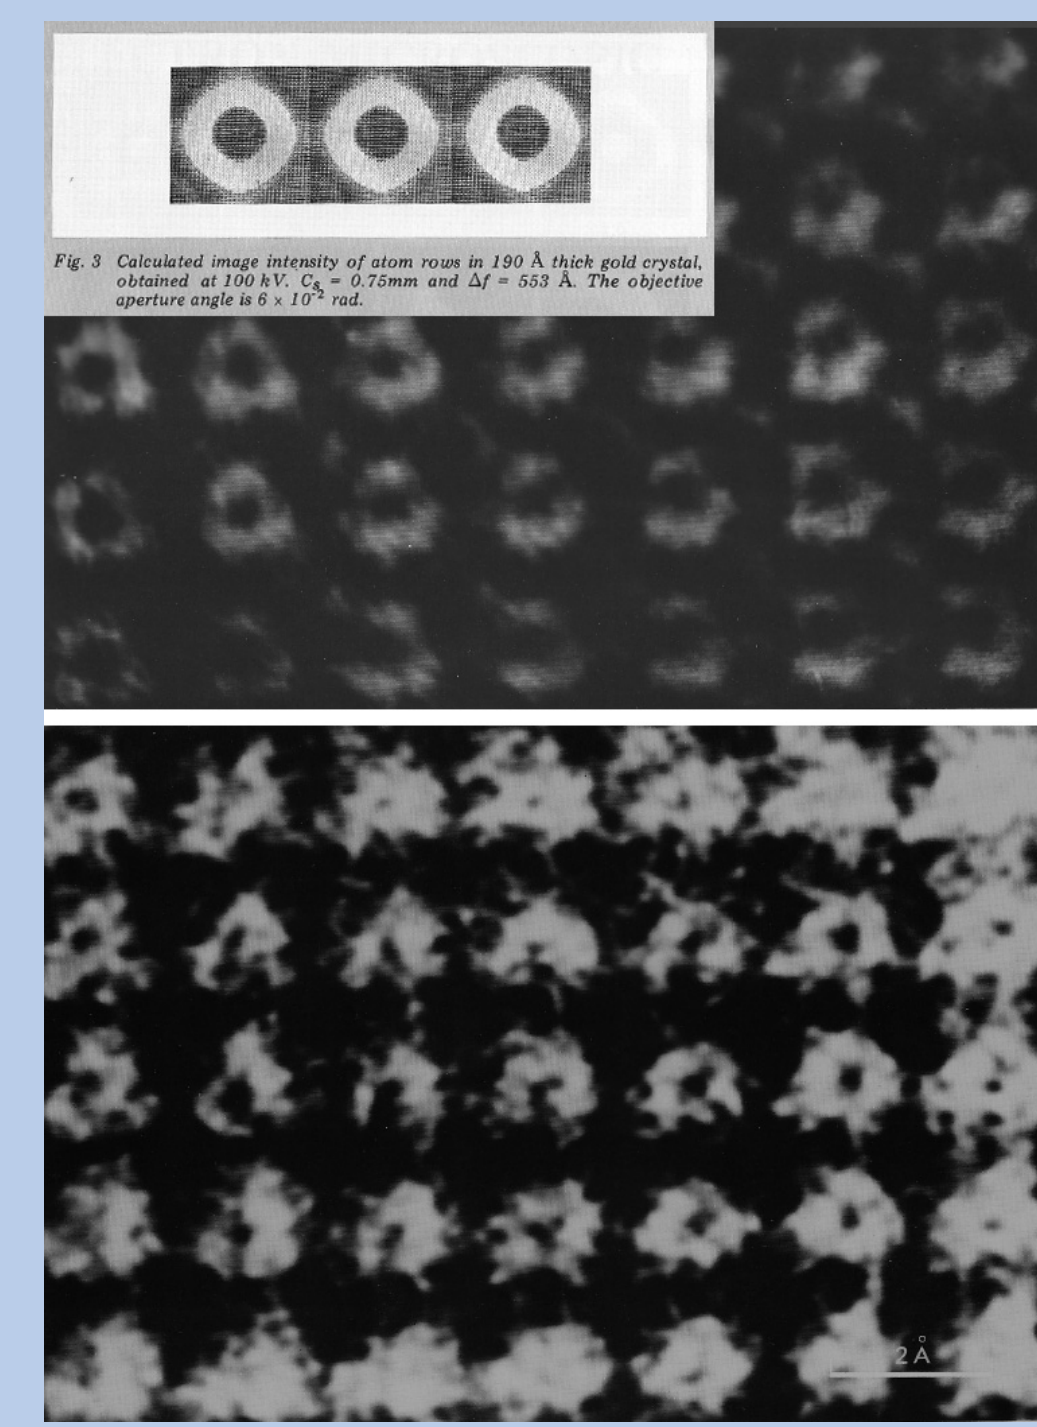 Fig. 3 Calculated image intensity of atom rows in 190 Å thick gold crystal,
obtained at 100 kV. Cₛ = 0.75mm and Δf = 553 Å. The objective
aperture angle is 6 × 10⁻² rad.
2 Å